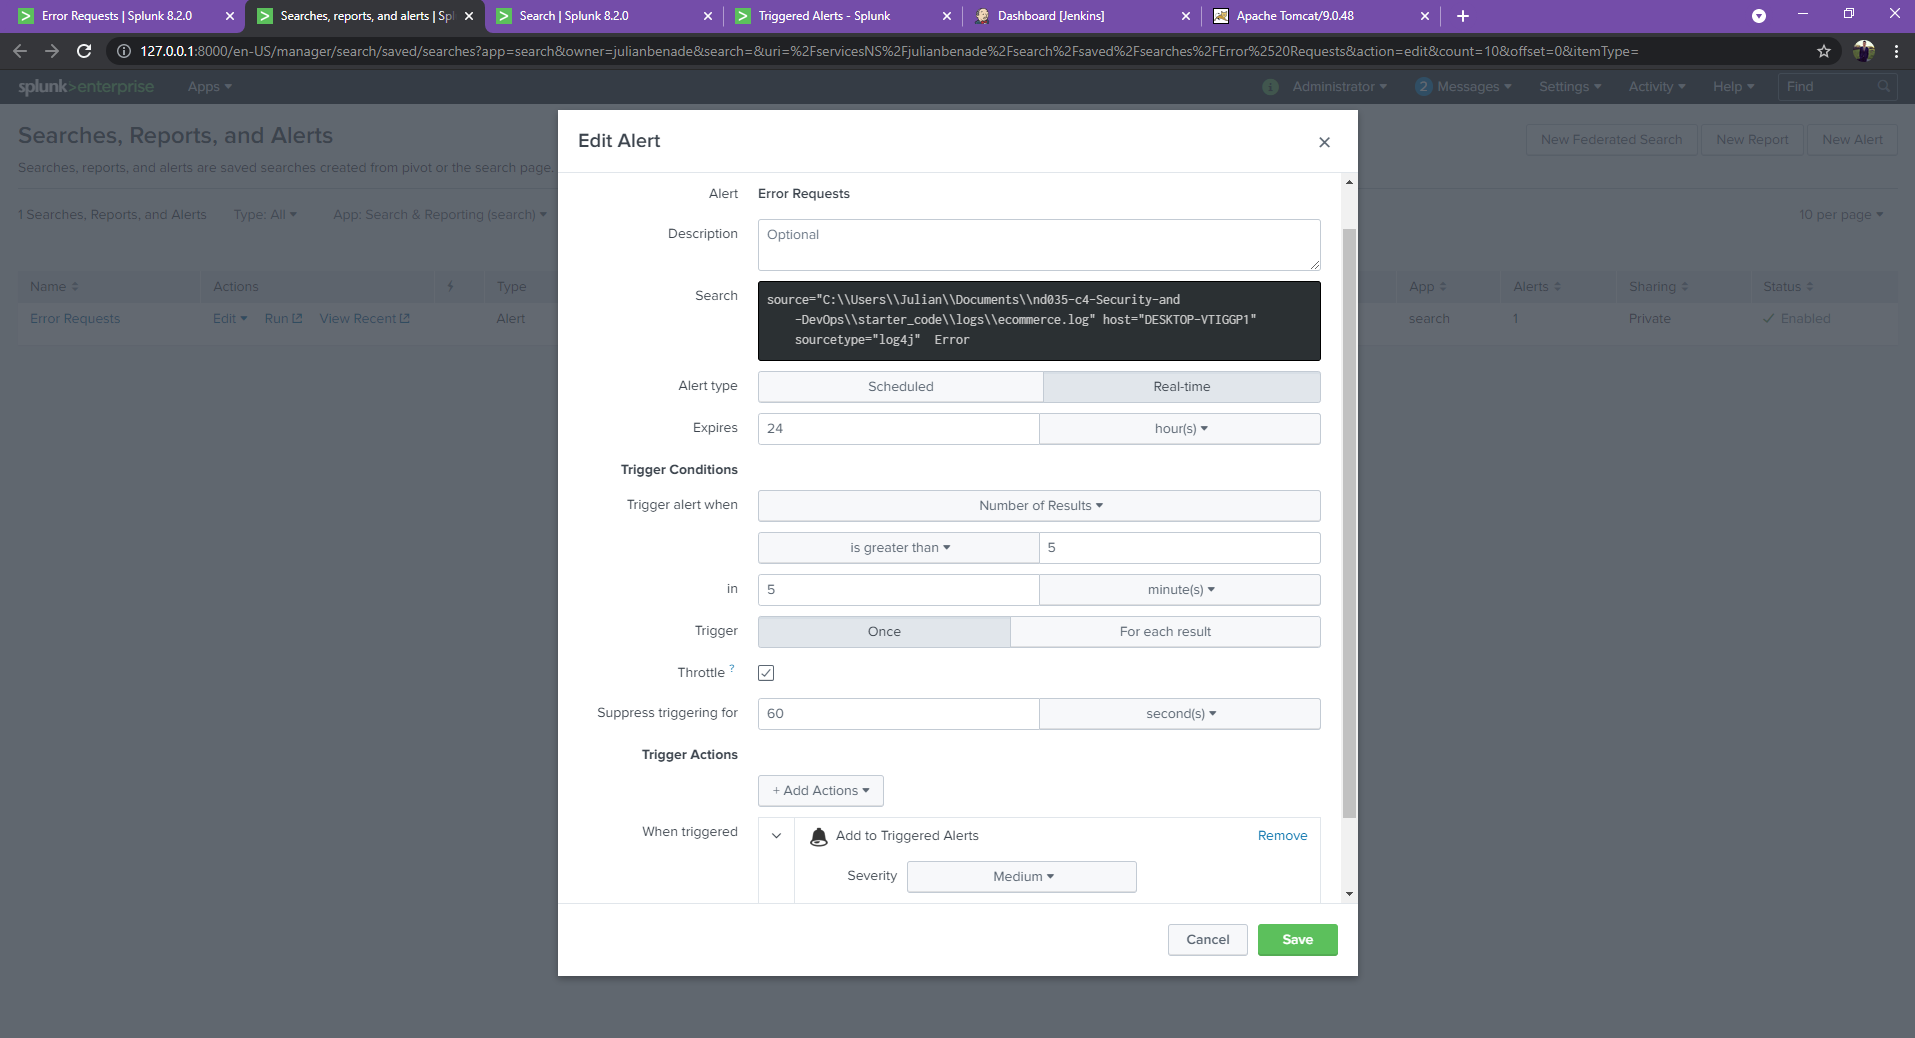 Error Requests | Splunk 8.2.0
Searches, reports, and alerts | Spl
Search | Splunk 8.2.0
Triggered Alerts - Splunk
Dashboard [Jenkins]
Apache Tomcat/9.0.48
127.0.0.1:8000/en-US/manager/search/saved/searches?app=search&owner=julianbenade&search=&uri=%2FservicesNS%2Fjulianbenade%2Fsearch%2Fsaved%2Fsearches%2FError%2520Requests&action=edit&count=10&offset=0&itemType=
splunk>enterprise
Apps
i
Administrator
2 Messages
Settings
Activity
Help
Find
Searches, Reports, and Alerts
New Federated Search
New Report
New Alert
Searches, reports, and alerts are saved searches created from pivot or the search page.
1 Searches, Reports, and Alerts
Type: All
App: Search & Reporting (search)
10 per page
Name
Actions
Type
App
Alerts
Sharing
Status
Error Requests
Edit
Run
View Recent
Alert
search
1
Private
Enabled
Edit Alert
Alert
Error Requests
Description
Optional
Search
source="C:\\Users\\Julian\\Documents\\nd035-c4-Security-and
-DevOps\\starter_code\\logs\\ecommerce.log" host="DESKTOP-VTIGGP1"
sourcetype="log4j"  Error
Alert type
Scheduled
Real-time
Expires
24
hour(s)
Trigger Conditions
Trigger alert when
Number of Results
is greater than
5
in
5
minute(s)
Trigger
Once
For each result
Throttle ?
Suppress triggering for
60
second(s)
Trigger Actions
+ Add Actions
When triggered
Add to Triggered Alerts
Remove
Severity
Medium
Cancel
Save